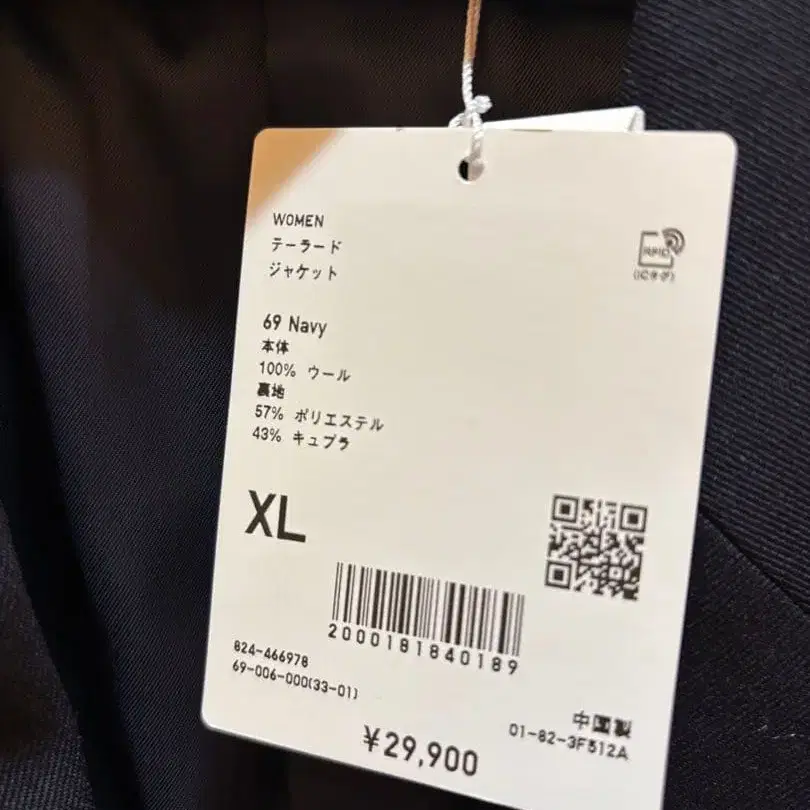 WOMEN
テーラード
ジャケット
RFID
(ICタグ)
69 Navy
本体
100% ウール
裏地
57% ポリエステル
43% キュプラ
XL
2000181840189
824-466978
69-006-000(33-01)
中国製
01-82-3F512A
¥29,900